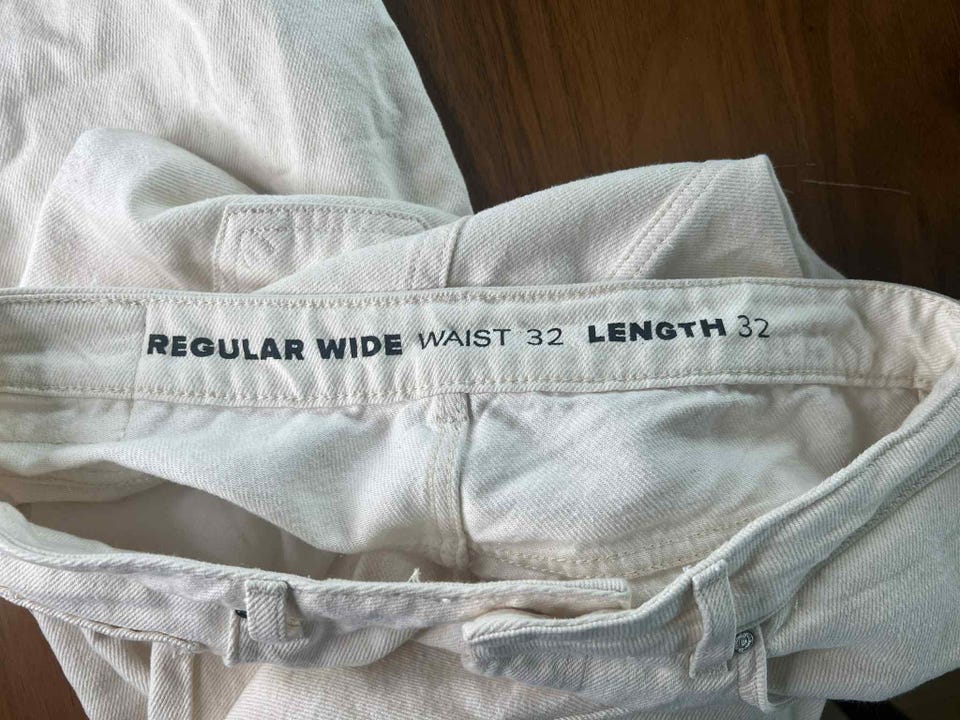 REGULAR WIDE WAIST 32 LENGTH 32